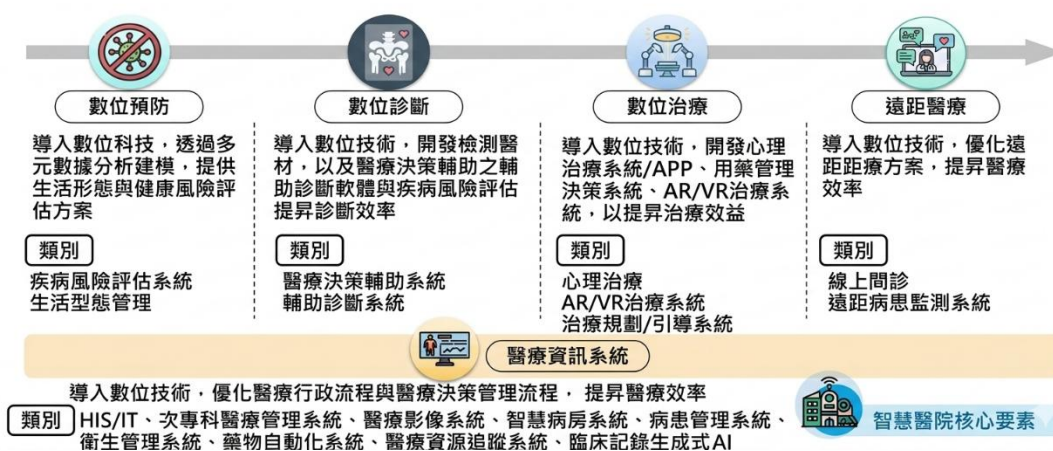 數位預防
導入數位科技，透過多
元數據分析建模，提供
生活形態與健康風險評
估方案
類別
疾病風險評估系統
生活型態管理
數位診斷
導入數位技術，開發檢測醫
材，以及醫療決策輔助之輔
助診斷軟體與疾病風險評估
提昇診斷效率
類別
醫療決策輔助系統
輔助診斷系統
數位治療
導入數位技術，開發心理
治療系統/APP、用藥管理
決策系統、AR/VR治療系
統，以提昇治療效益
類別
心理治療
AR/VR治療系統
治療規劃/引導系統
遠距醫療
導入數位技術，優化遠
距距療方案，提昇醫療
效率
類別
線上間診
遠距病患監測系統
醫療資訊系統
導入數位技術，優化醫療行政流程與醫療決策管理流程， 提昇醫療效率
類別 HIS/IT、次專科醫療管理系統、醫療影像系統、智慧病房系統、病患管理系統、
衛生管理系統、藥物自動化系統、醫療資源追蹤系統、臨床記錄生成式AI
智慧醫院核心要素